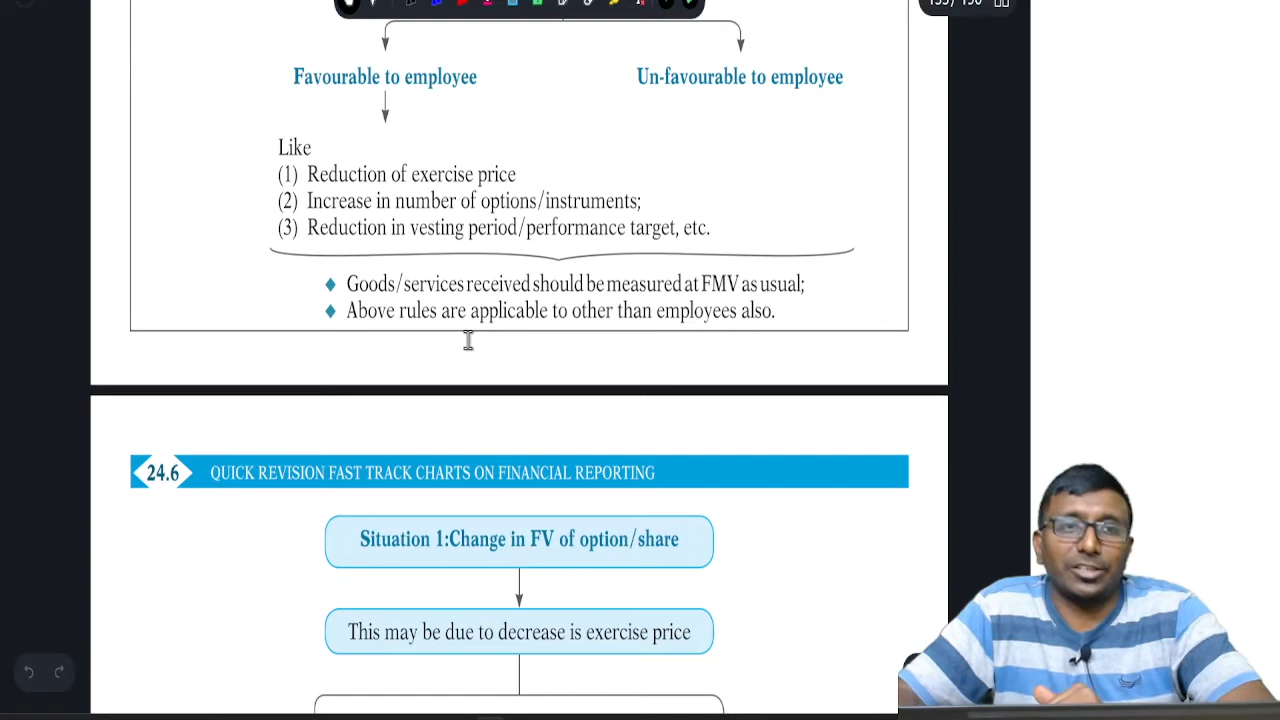 Favourable to employee
Un-favourable to employee
Like
(1) Reduction of exercise price
(2) Increase in number of options/instruments;
(3) Reduction in vesting period/performance target, etc.
Goods/services received should be measured at FMV as usual;
Above rules are applicable to other than employees also.
24.6 QUICK REVISION FAST TRACK CHARTS ON FINANCIAL REPORTING
Situation 1:Change in FV of option/share
This may be due to decrease is exercise price